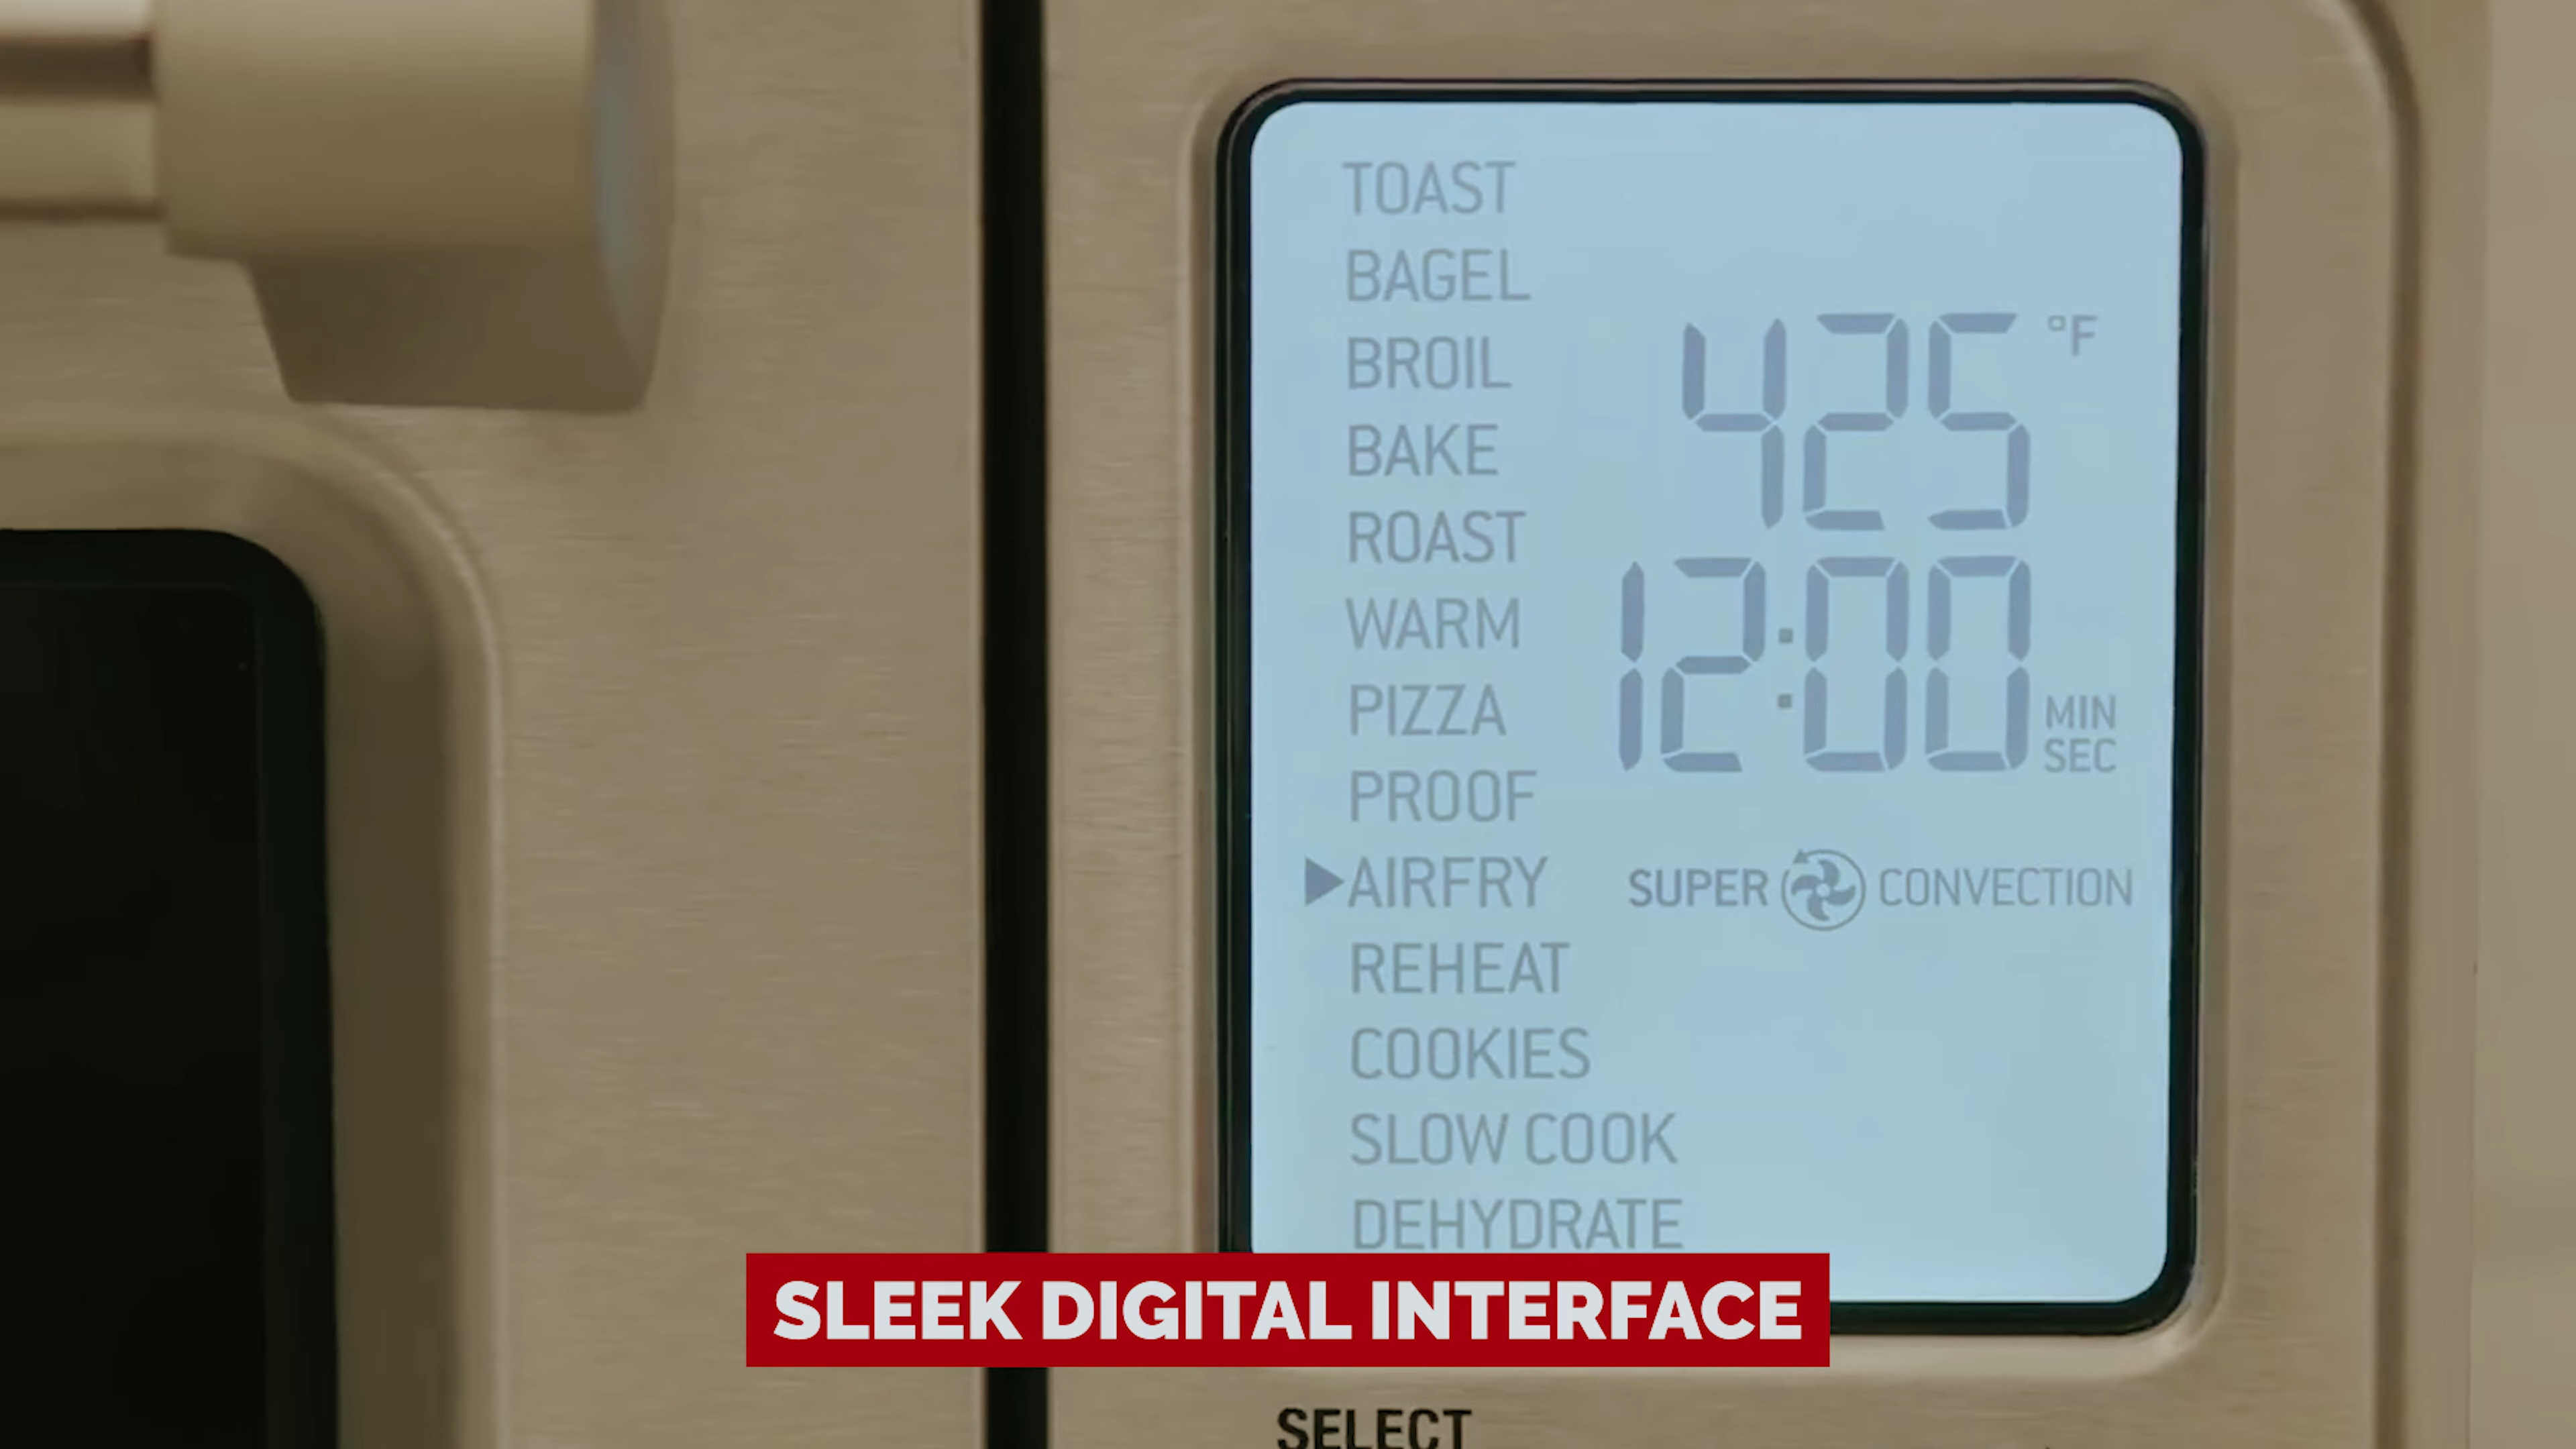 TOAST
BAGEL
BROIL
BAKE
ROAST
WARM
PIZZA
PROOF
AIRFRY
REHEAT
COOKIES
SLOW COOK
DEHYDRATE
425 °F
12:00 MIN SEC
SUPER CONVECTION
SLEEK DIGITAL INTERFACE
SELECT